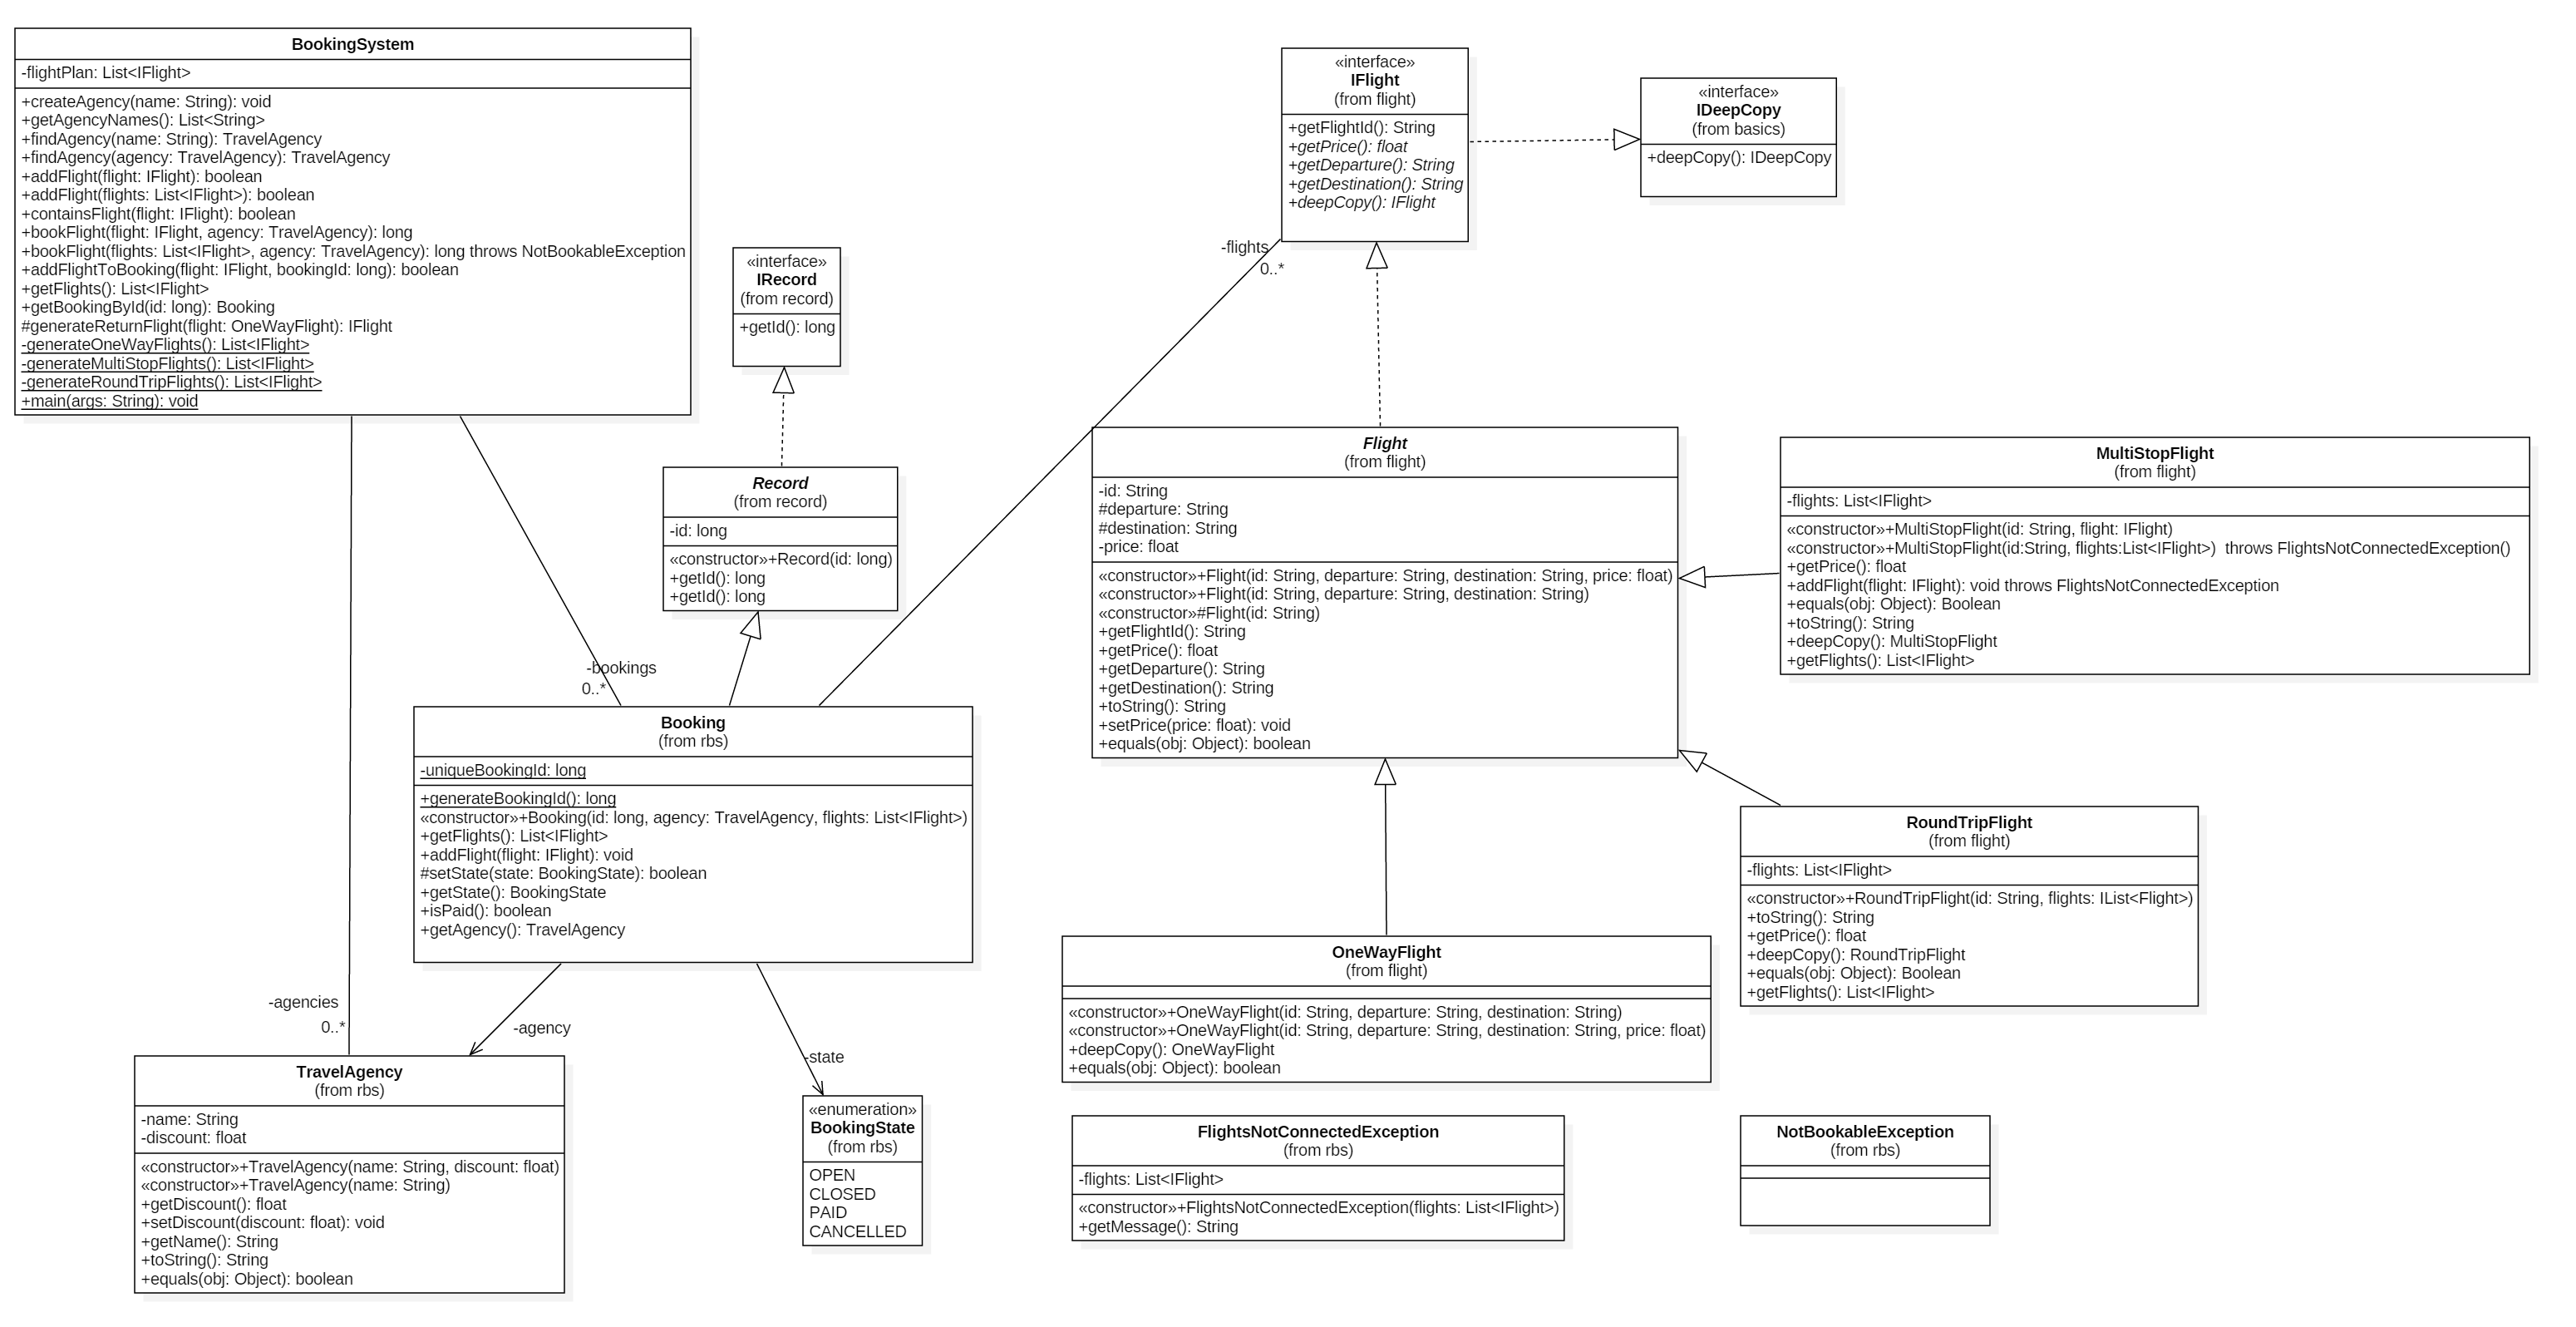 BookingSystem
-flightPlan: List<IFlight>
+createAgency(name: String): void
+getAgencyNames(): List<String>
+findAgency(name: String): TravelAgency
+findAgency(agency: TravelAgency): TravelAgency
+addFlight(flight: IFlight): boolean
+addFlight(flights: List<IFlight>): boolean
+containsFlight(flight: IFlight): boolean
+bookFlight(flight: IFlight, agency: TravelAgency): long
+bookFlight(flights: List<IFlight>, agency: TravelAgency): long throws NotBookableException
+addFlightToBooking(flight: IFlight, bookingId: long): boolean
+getFlights(): List<IFlight>
+getBookingById(id: long): Booking
#generateReturnFlight(flight: OneWayFlight): IFlight
-generateOneWayFlights(): List<IFlight>
-generateMultiStopFlights(): List<IFlight>
-generateRoundTripFlights(): List<IFlight>
+main(args: String): void
«interface»
IRecord
(from record)
+getId(): long
«interface»
IFlight
(from flight)
+getFlightId(): String
+getPrice(): float
+getDeparture(): String
+getDestination(): String
+deepCopy(): IFlight
«interface»
IDeepCopy
(from basics)
+deepCopy(): IDeepCopy
-flights
0..*
Record
(from record)
-id: long
«constructor»+Record(id: long)
+getId(): long
+getId(): long
Flight
(from flight)
-id: String
#departure: String
#destination: String
-price: float
«constructor»+Flight(id: String, departure: String, destination: String, price: float)
«constructor»+Flight(id: String, departure: String, destination: String)
«constructor»#Flight(id: String)
+getFlightId(): String
+getPrice(): float
+getDeparture(): String
+getDestination(): String
+toString(): String
+setPrice(price: float): void
+equals(obj: Object): boolean
MultiStopFlight
(from flight)
-flights: List<IFlight>
«constructor»+MultiStopFlight(id: String, flight: IFlight)
«constructor»+MultiStopFlight(id:String, flights:List<IFlight>)  throws FlightsNotConnectedException()
+getPrice(): float
+addFlight(flight: IFlight): void throws FlightsNotConnectedException
+equals(obj: Object): Boolean
+toString(): String
+deepCopy(): MultiStopFlight
+getFlights(): List<IFlight>
-bookings
0..*
Booking
(from rbs)
-uniqueBookingId: long
+generateBookingId(): long
«constructor»+Booking(id: long, agency: TravelAgency, flights: List<IFlight>)
+getFlights(): List<IFlight>
+addFlight(flight: IFlight): void
#setState(state: BookingState): boolean
+getState(): BookingState
+isPaid(): boolean
+getAgency(): TravelAgency
RoundTripFlight
(from flight)
-flights: List<IFlight>
«constructor»+RoundTripFlight(id: String, flights: IList<Flight>)
+toString(): String
+getPrice(): float
+deepCopy(): RoundTripFlight
+equals(obj: Object): Boolean
+getFlights(): List<IFlight>
OneWayFlight
(from flight)
«constructor»+OneWayFlight(id: String, departure: String, destination: String)
«constructor»+OneWayFlight(id: String, departure: String, destination: String, price: float)
+deepCopy(): OneWayFlight
+equals(obj: Object): boolean
-agencies
0..*
-agency
-state
TravelAgency
(from rbs)
-name: String
-discount: float
«constructor»+TravelAgency(name: String, discount: float)
«constructor»+TravelAgency(name: String)
+getDiscount(): float
+setDiscount(discount: float): void
+getName(): String
+toString(): String
+equals(obj: Object): boolean
«enumeration»
BookingState
(from rbs)
OPEN
CLOSED
PAID
CANCELLED
FlightsNotConnectedException
(from rbs)
-flights: List<IFlight>
«constructor»+FlightsNotConnectedException(flights: List<IFlight>)
+getMessage(): String
NotBookableException
(from rbs)